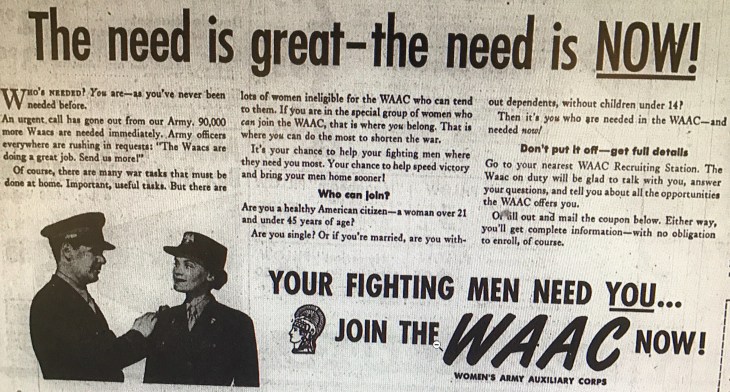 The need is great—the need is NOW!
WHO'S NEEDED? You are—as you've never been
needed before.
An urgent call has gone out from our Army. 90,000
more Waacs are needed immediately. Army officers
everywhere are rushing in requests: "The Waacs are
doing a great job. Send us more!"
Of course, there are many war tasks that must be
done at home. Important, useful tasks. But there are
lots of women ineligible for the WAAC who can tend
to them. If you are in the special group of women who
can join the WAAC, that is where you belong. That is
where you can do the most to shorten the war.
It's your chance to help your fighting men where
they need you most. Your chance to help speed victory
and bring your men home sooner!
Who can join?
Are you a healthy American citizen—a woman over 21
and under 45 years of age?
Are you single? Or if you're married, are you with-
out dependents, without children under 14?
Then it's you who are needed in the WAAC—and
needed now!
Don't put it off—get full details
Go to your nearest WAAC Recruiting Station. The
Waac on duty will be glad to talk with you, answer
your questions, and tell you about all the opportunities
the WAAC offers you.
Or fill out and mail the coupon below. Either way,
you'll get complete information—with no obligation
to enroll, of course.
YOUR FIGHTING MEN NEED YOU...
JOIN THE WAAC NOW!
WOMEN'S ARMY AUXILIARY CORPS